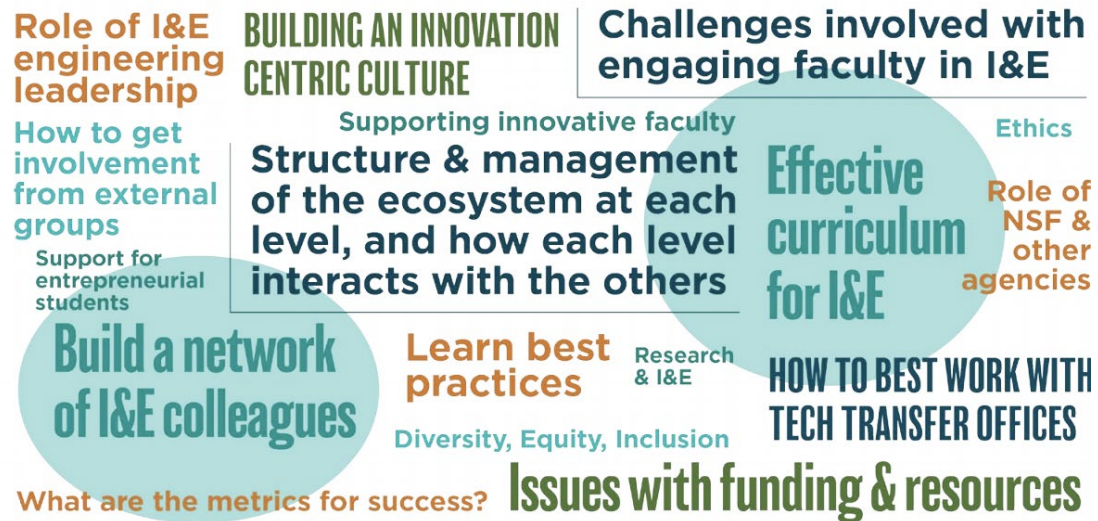 Role of I&E
engineering
leadership
BUILDING AN INNOVATION
CENTRIC CULTURE
Challenges involved with
engaging faculty in I&E
How to get
involvement
from external
groups
Supporting innovative faculty
Structure & management
of the ecosystem at each
level, and how each level
interacts with the others
Effective
curriculum
for I&E
Ethics
Role of
NSF &
other
agencies
Support for
entrepreneurial
students
Build a network
of I&E colleagues
Learn best
practices
Research
& I&E
HOW TO BEST WORK WITH
TECH TRANSFER OFFICES
Diversity, Equity, Inclusion
What are the metrics for success?
Issues with funding & resources